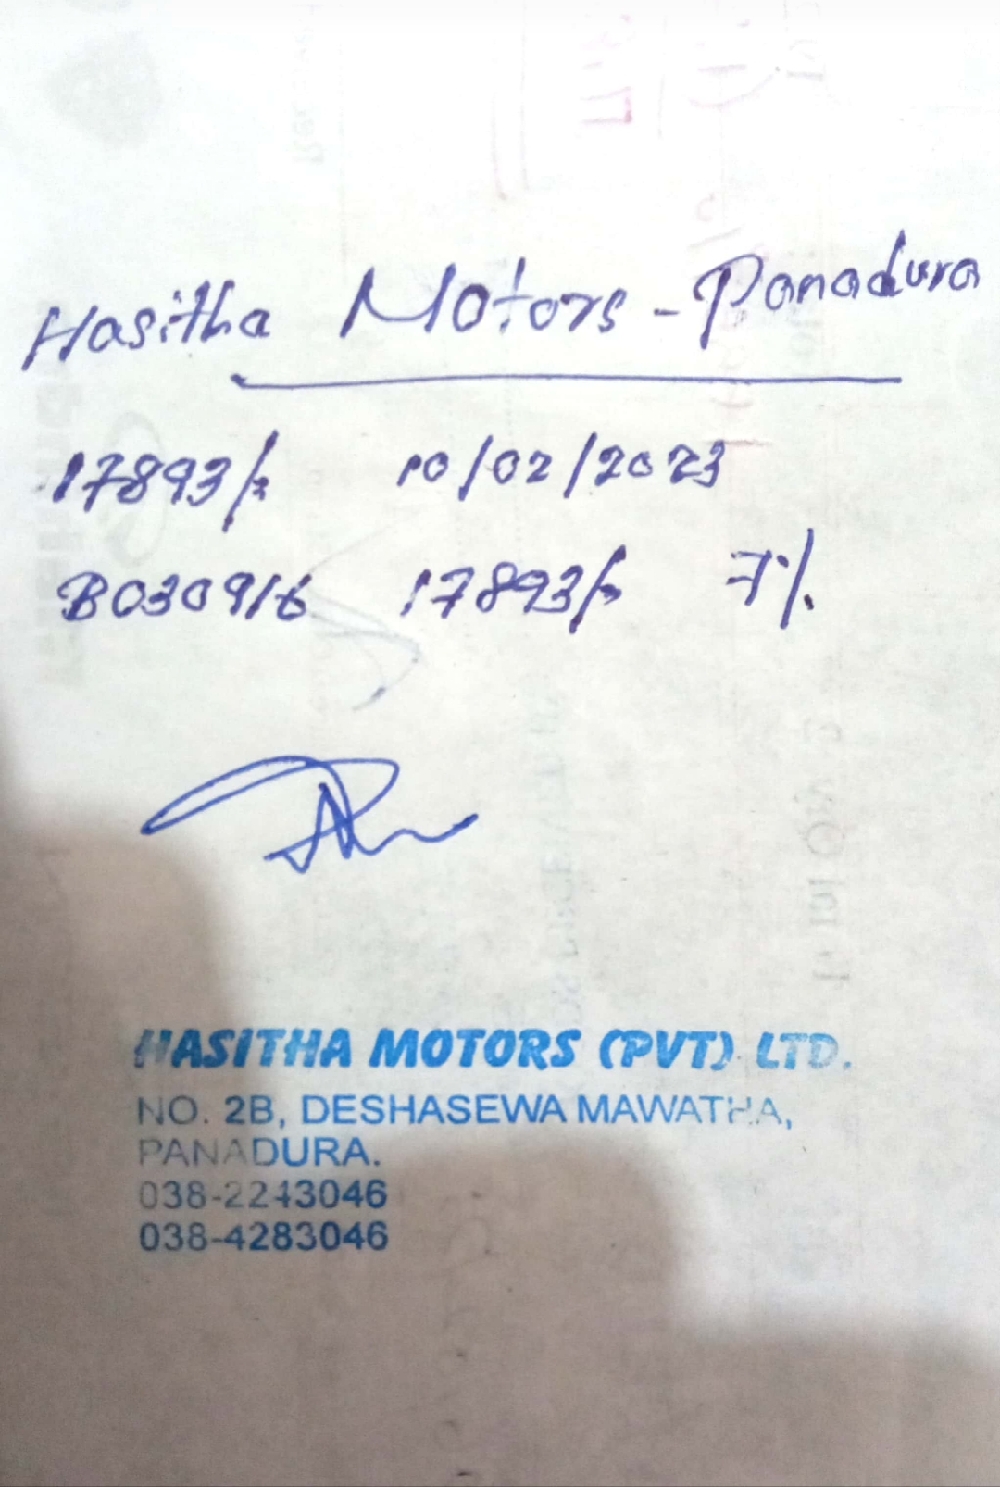 Hasitha Motors - Panadura
17893/= 10/02/2023
B030916 17893/= 7%
HASITHA MOTORS (PVT) LTD.
NO. 2B, DESHASEWA MAWATHA,
PANADURA.
038-2243046
038-4283046